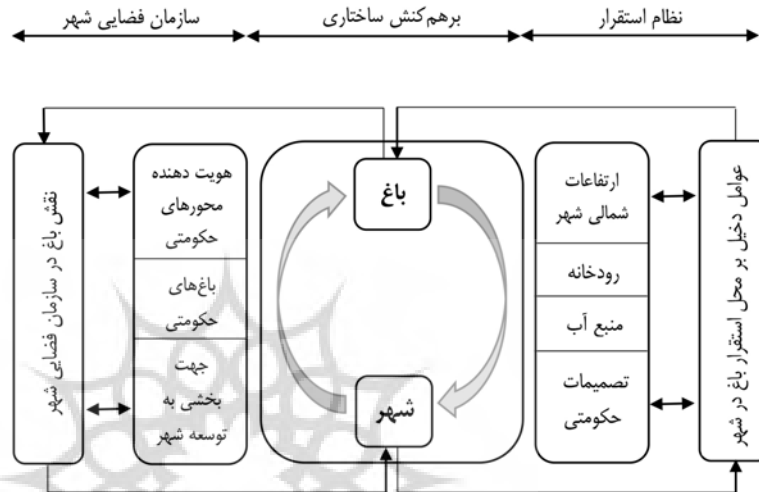 نظام استقرار
برهم‌کنش ساختاری
سازمان فضایی شهر
عوامل دخیل بر محل استقرار باغ در شهر
ارتفاعات
شمالی شهر
رودخانه
منبع آب
تصمیمات
حکومتی
باغ
شهر
هویت دهنده
محورهای
حکومتی
باغ‌های
حکومتی
جهت
بخشی به
توسعه شهر
نقش باغ در سازمان فضایی شهر